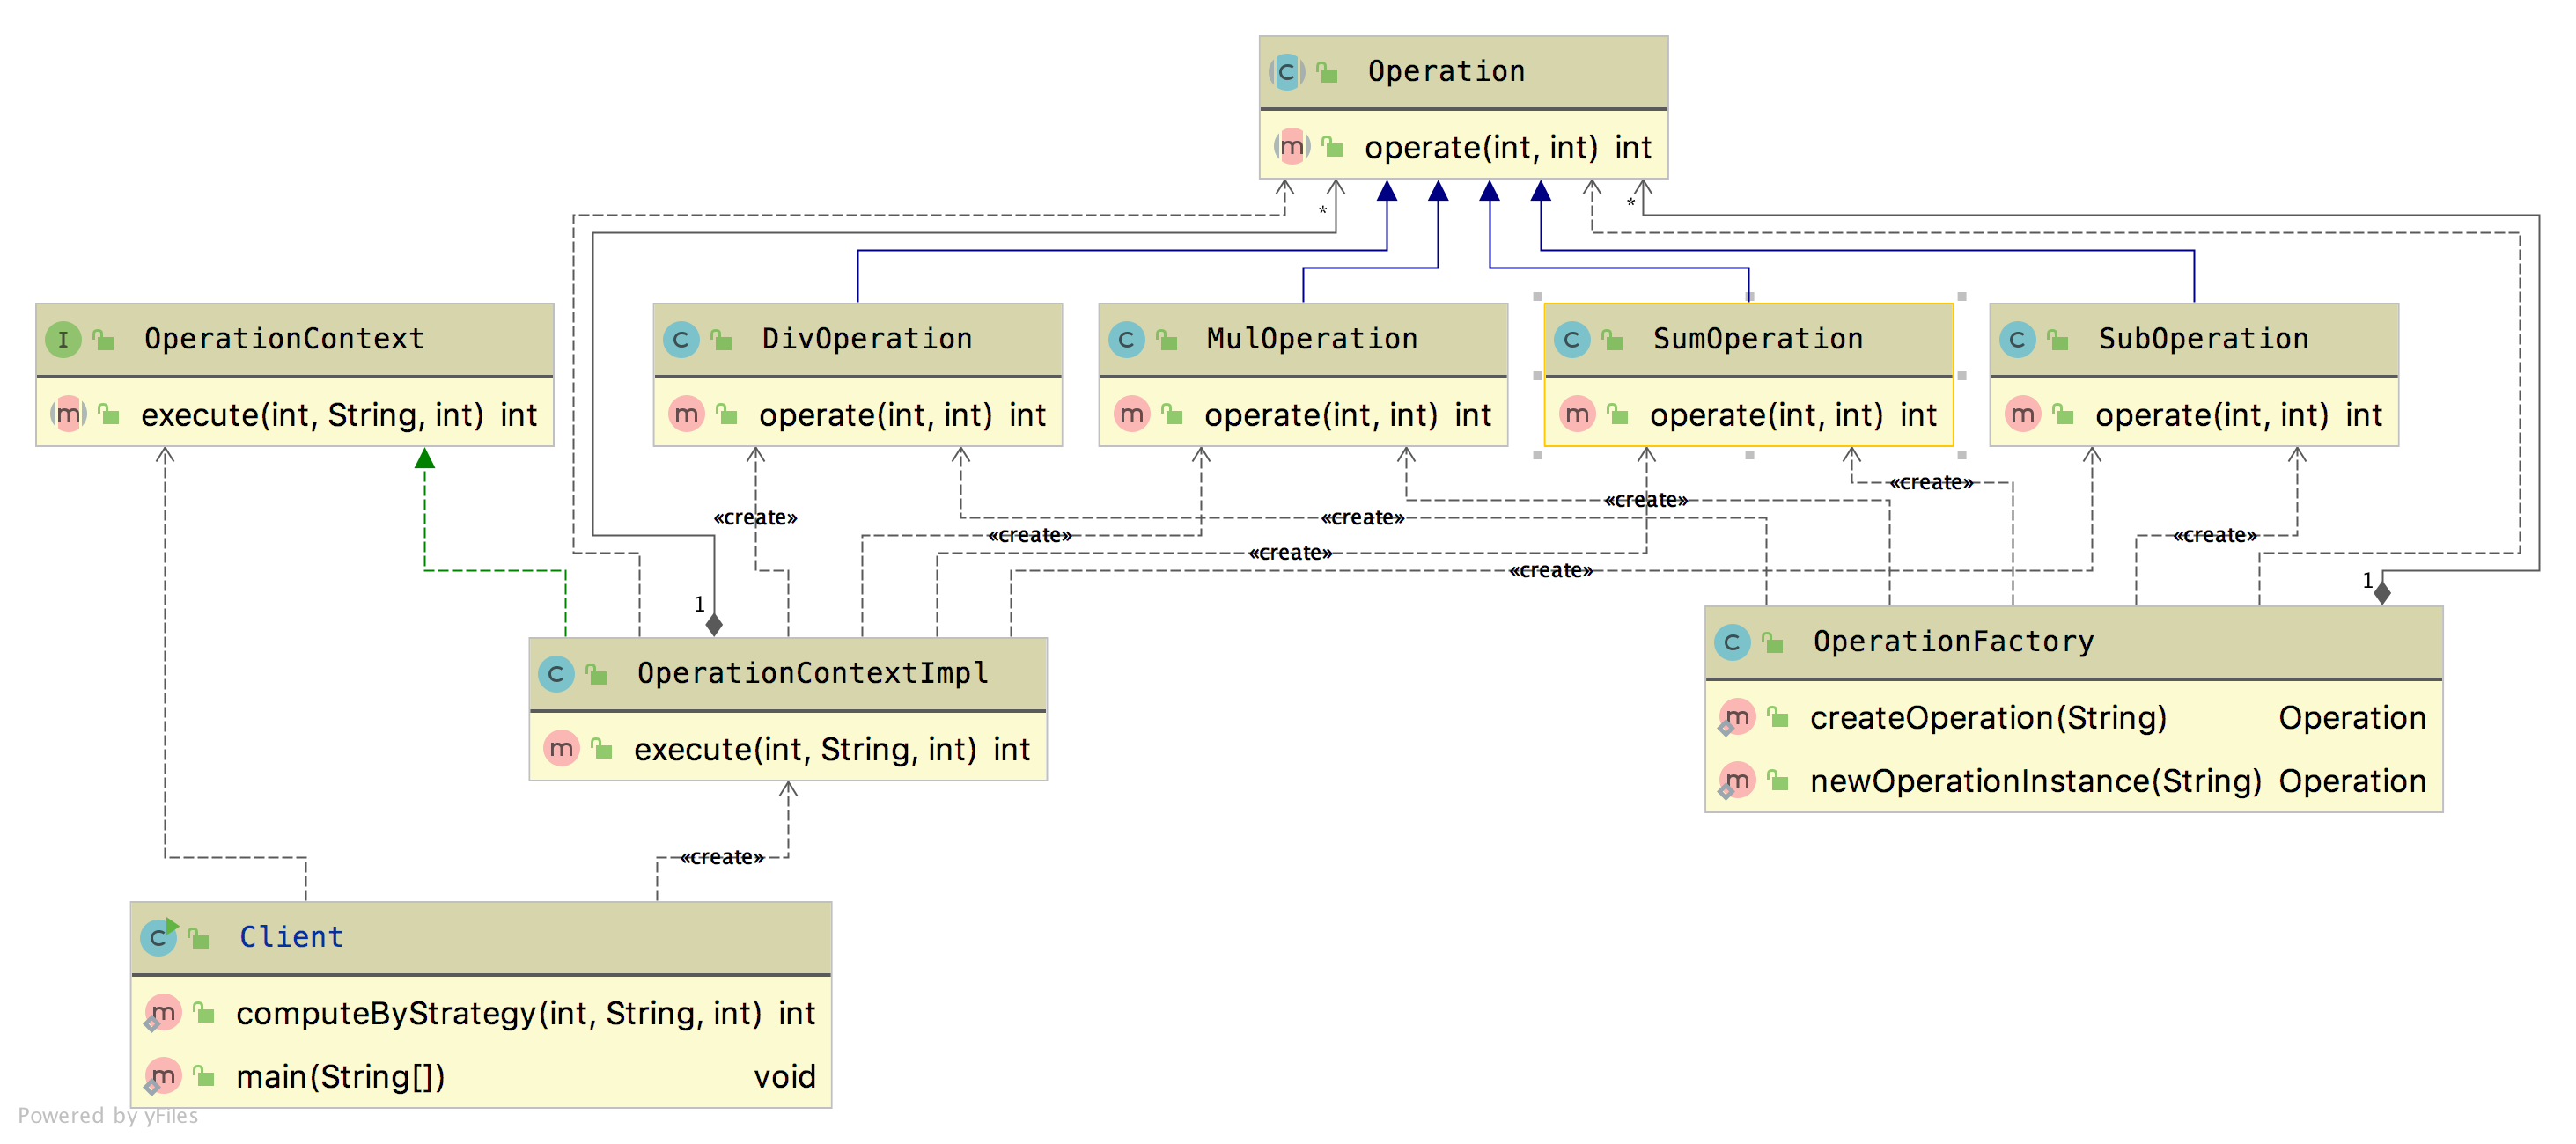 Operation
operate(int, int) int
*
*
OperationContext
execute(int, String, int) int
DivOperation
operate(int, int) int
MulOperation
operate(int, int) int
SumOperation
operate(int, int) int
SubOperation
operate(int, int) int
«create»
«create»
«create»
«create»
«create»
«create»
«create»
«create»
1
1
OperationContextImpl
execute(int, String, int) int
OperationFactory
createOperation(String) Operation
newOperationInstance(String) Operation
«create»
Client
computeByStrategy(int, String, int) int
main(String[]) void
Powered by yFiles